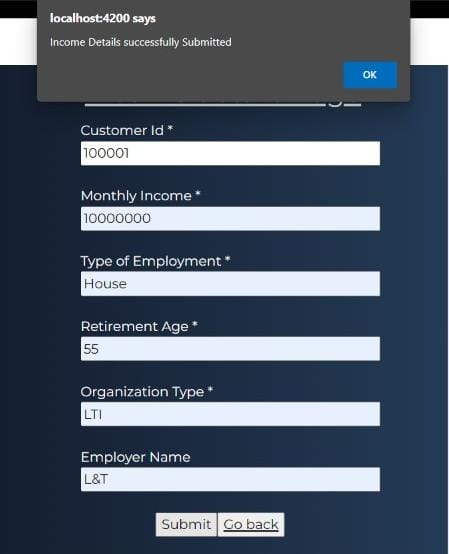 localhost:4200 says
Income Details successfully Submitted
OK
Customer Id *
100001
Monthly Income *
10000000
Type of Employment *
House
Retirement Age *
55
Organization Type *
LTI
Employer Name
L&T
Submit Go back